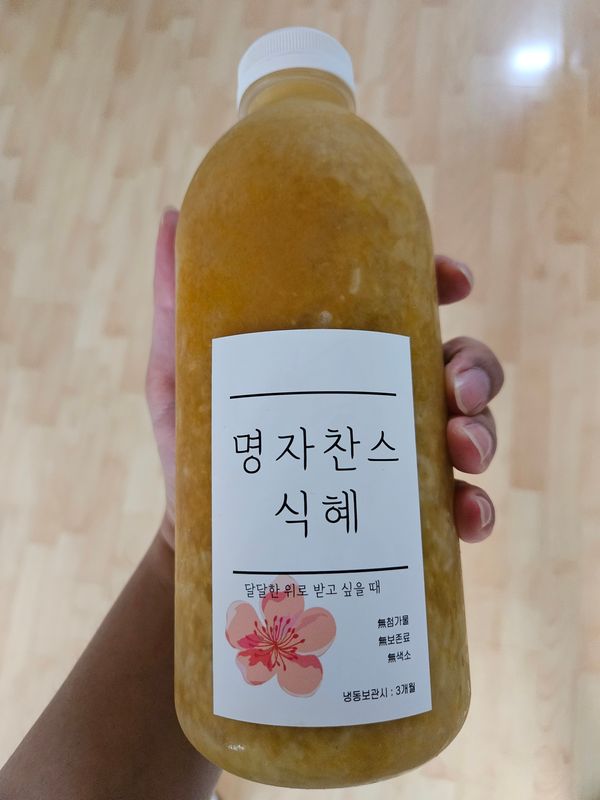 명자찬스
식혜
달달한 위로 받고 싶을 때
無첨가물
無보존료
無색소
냉동보관시 : 3개월